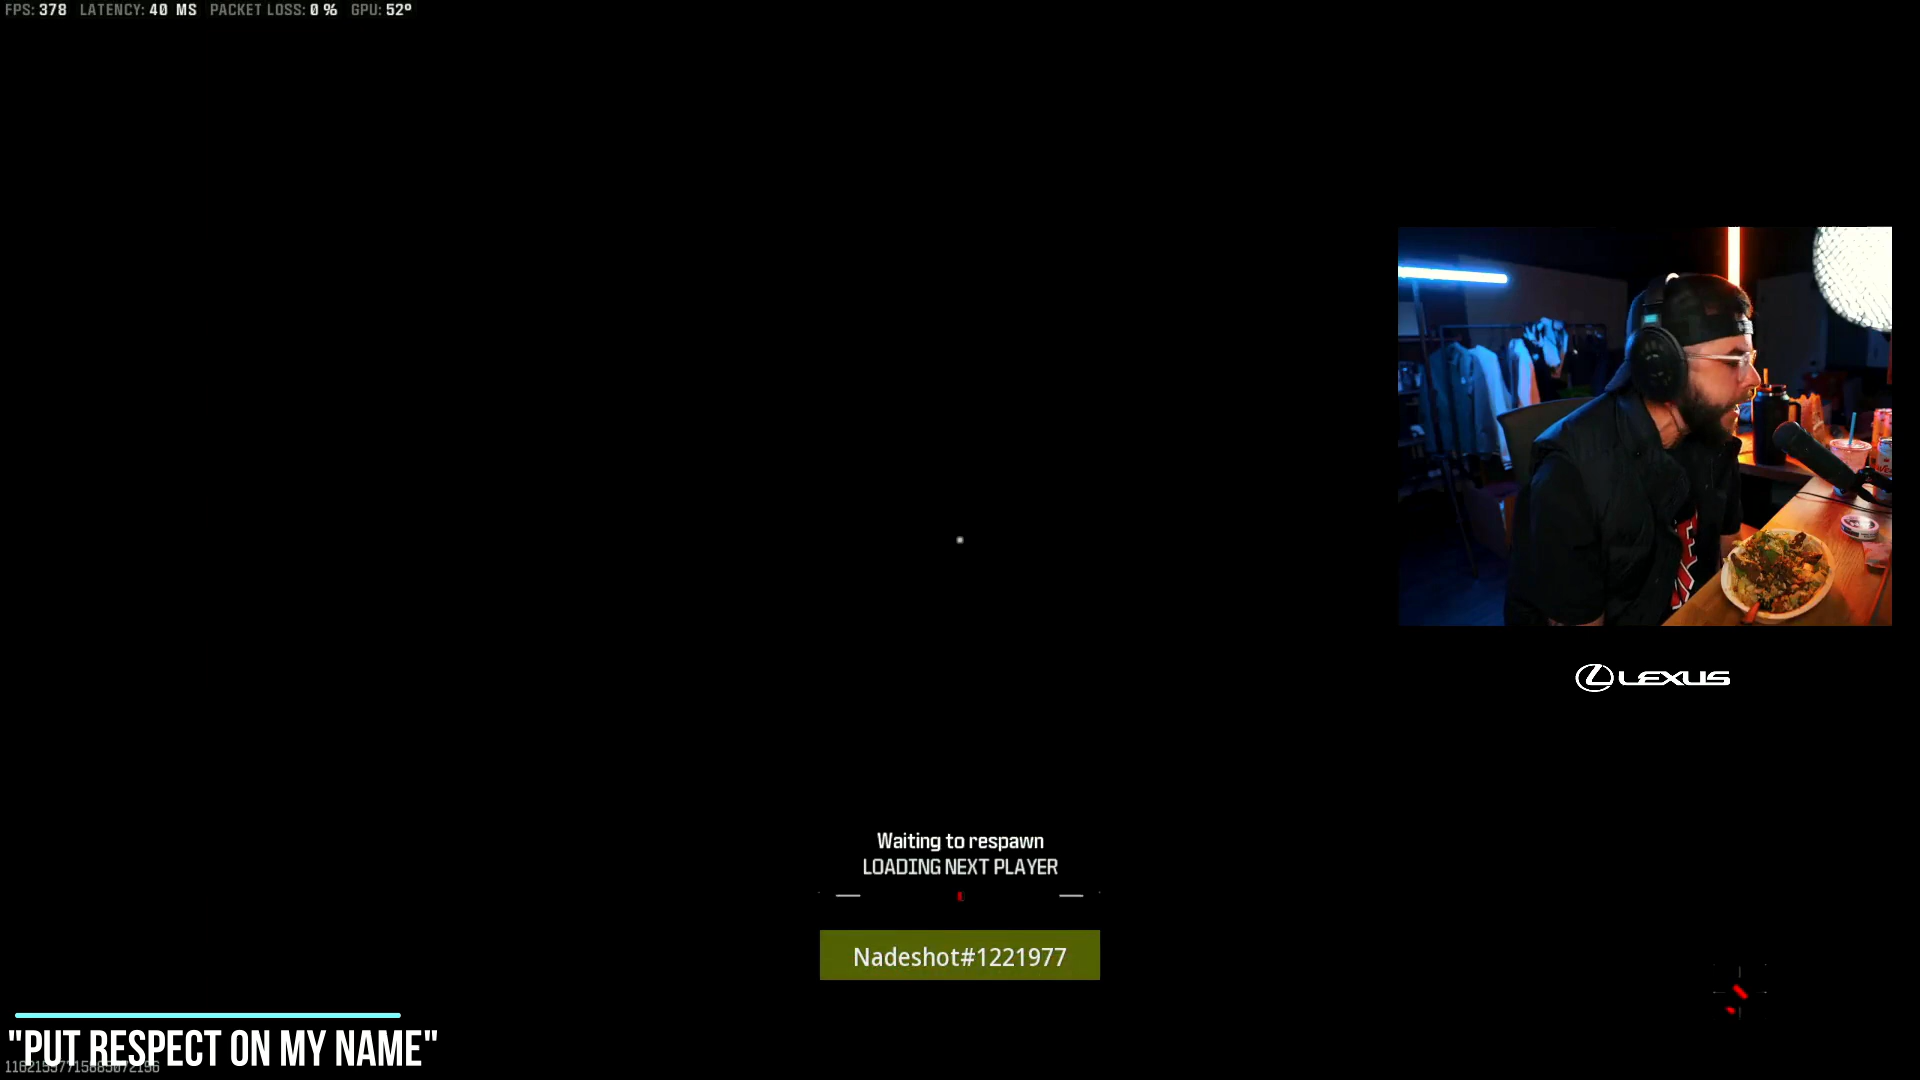 FPS: 378 LATENCY: 40 MS PACKET LOSS: 0 % GPU: 52°
LEXUS
Waiting to respawn
LOADING NEXT PLAYER
Nadeshot#1221977
"PUT RESPECT ON MY NAME"